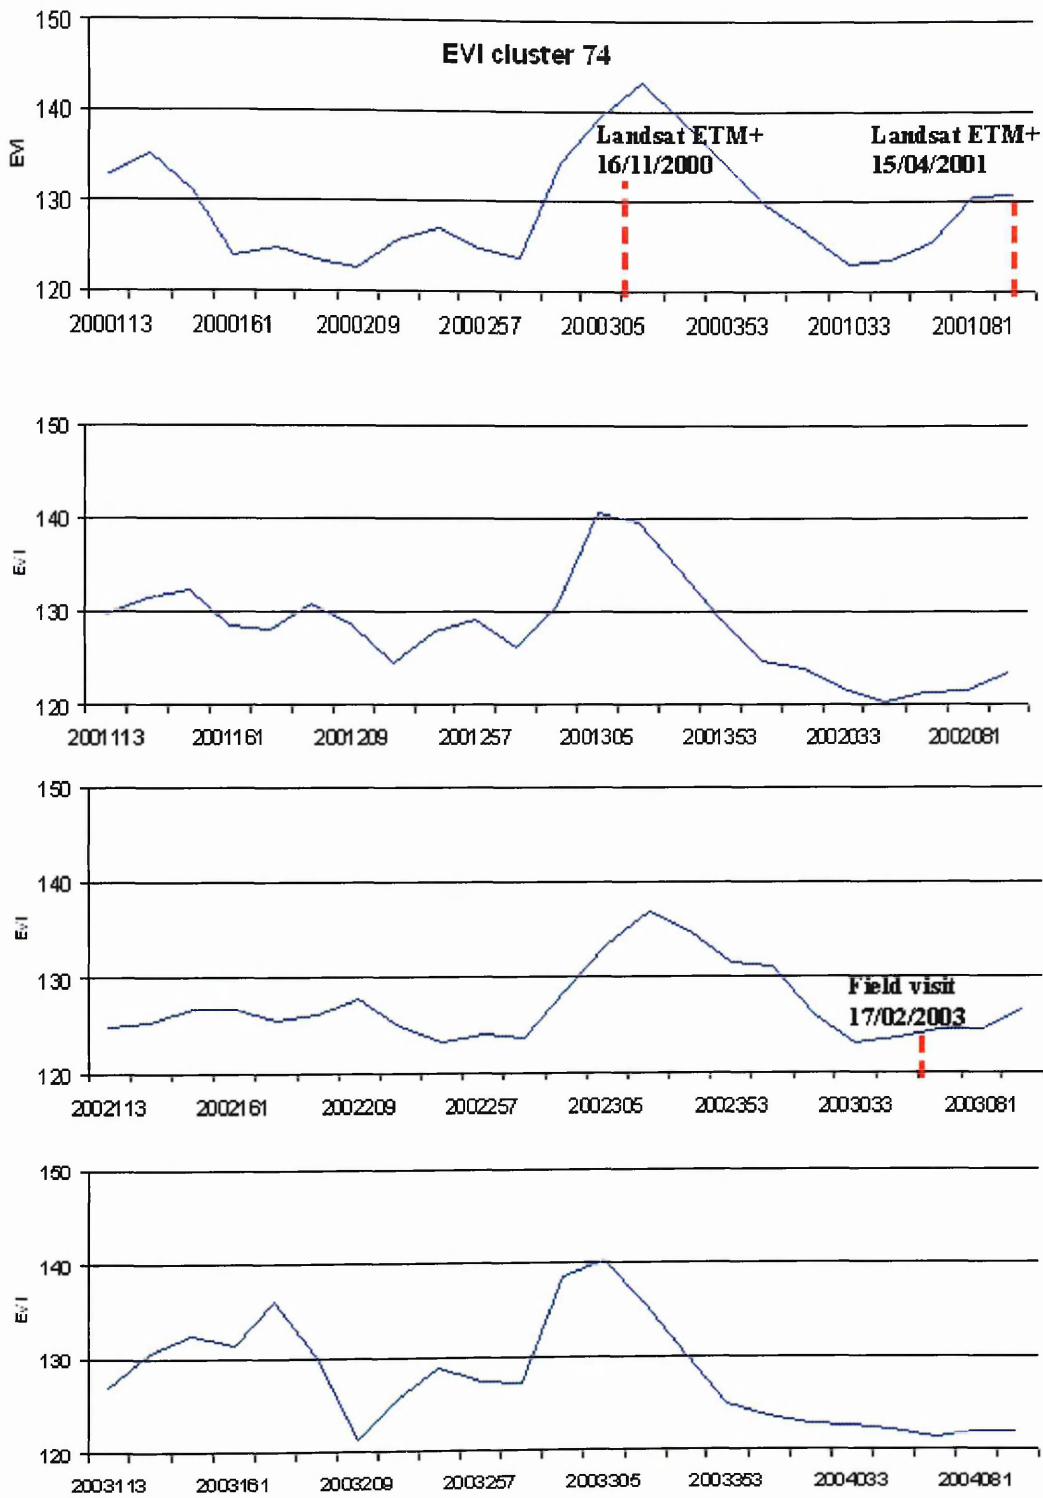 150
EVI cluster 74
140
EVI
Landsat ETM+
16/11/2000
Landsat ETM+
15/04/2001
130
120
2000113 2000161 2000209 2000257 2000305 2000353 2001033 2001081
150
140
EVI
130
120
2001113 2001161 2001209 2001257 2001305 2001353 2002033 2002081
150
140
EVI
130
Field visit
17/02/2003
120
2002113 2002161 2002209 2002257 2002305 2002353 2003033 2003081
150
140
EVI
130
120
2003113 2003161 2003209 2003257 2003305 2003353 2004033 2004081